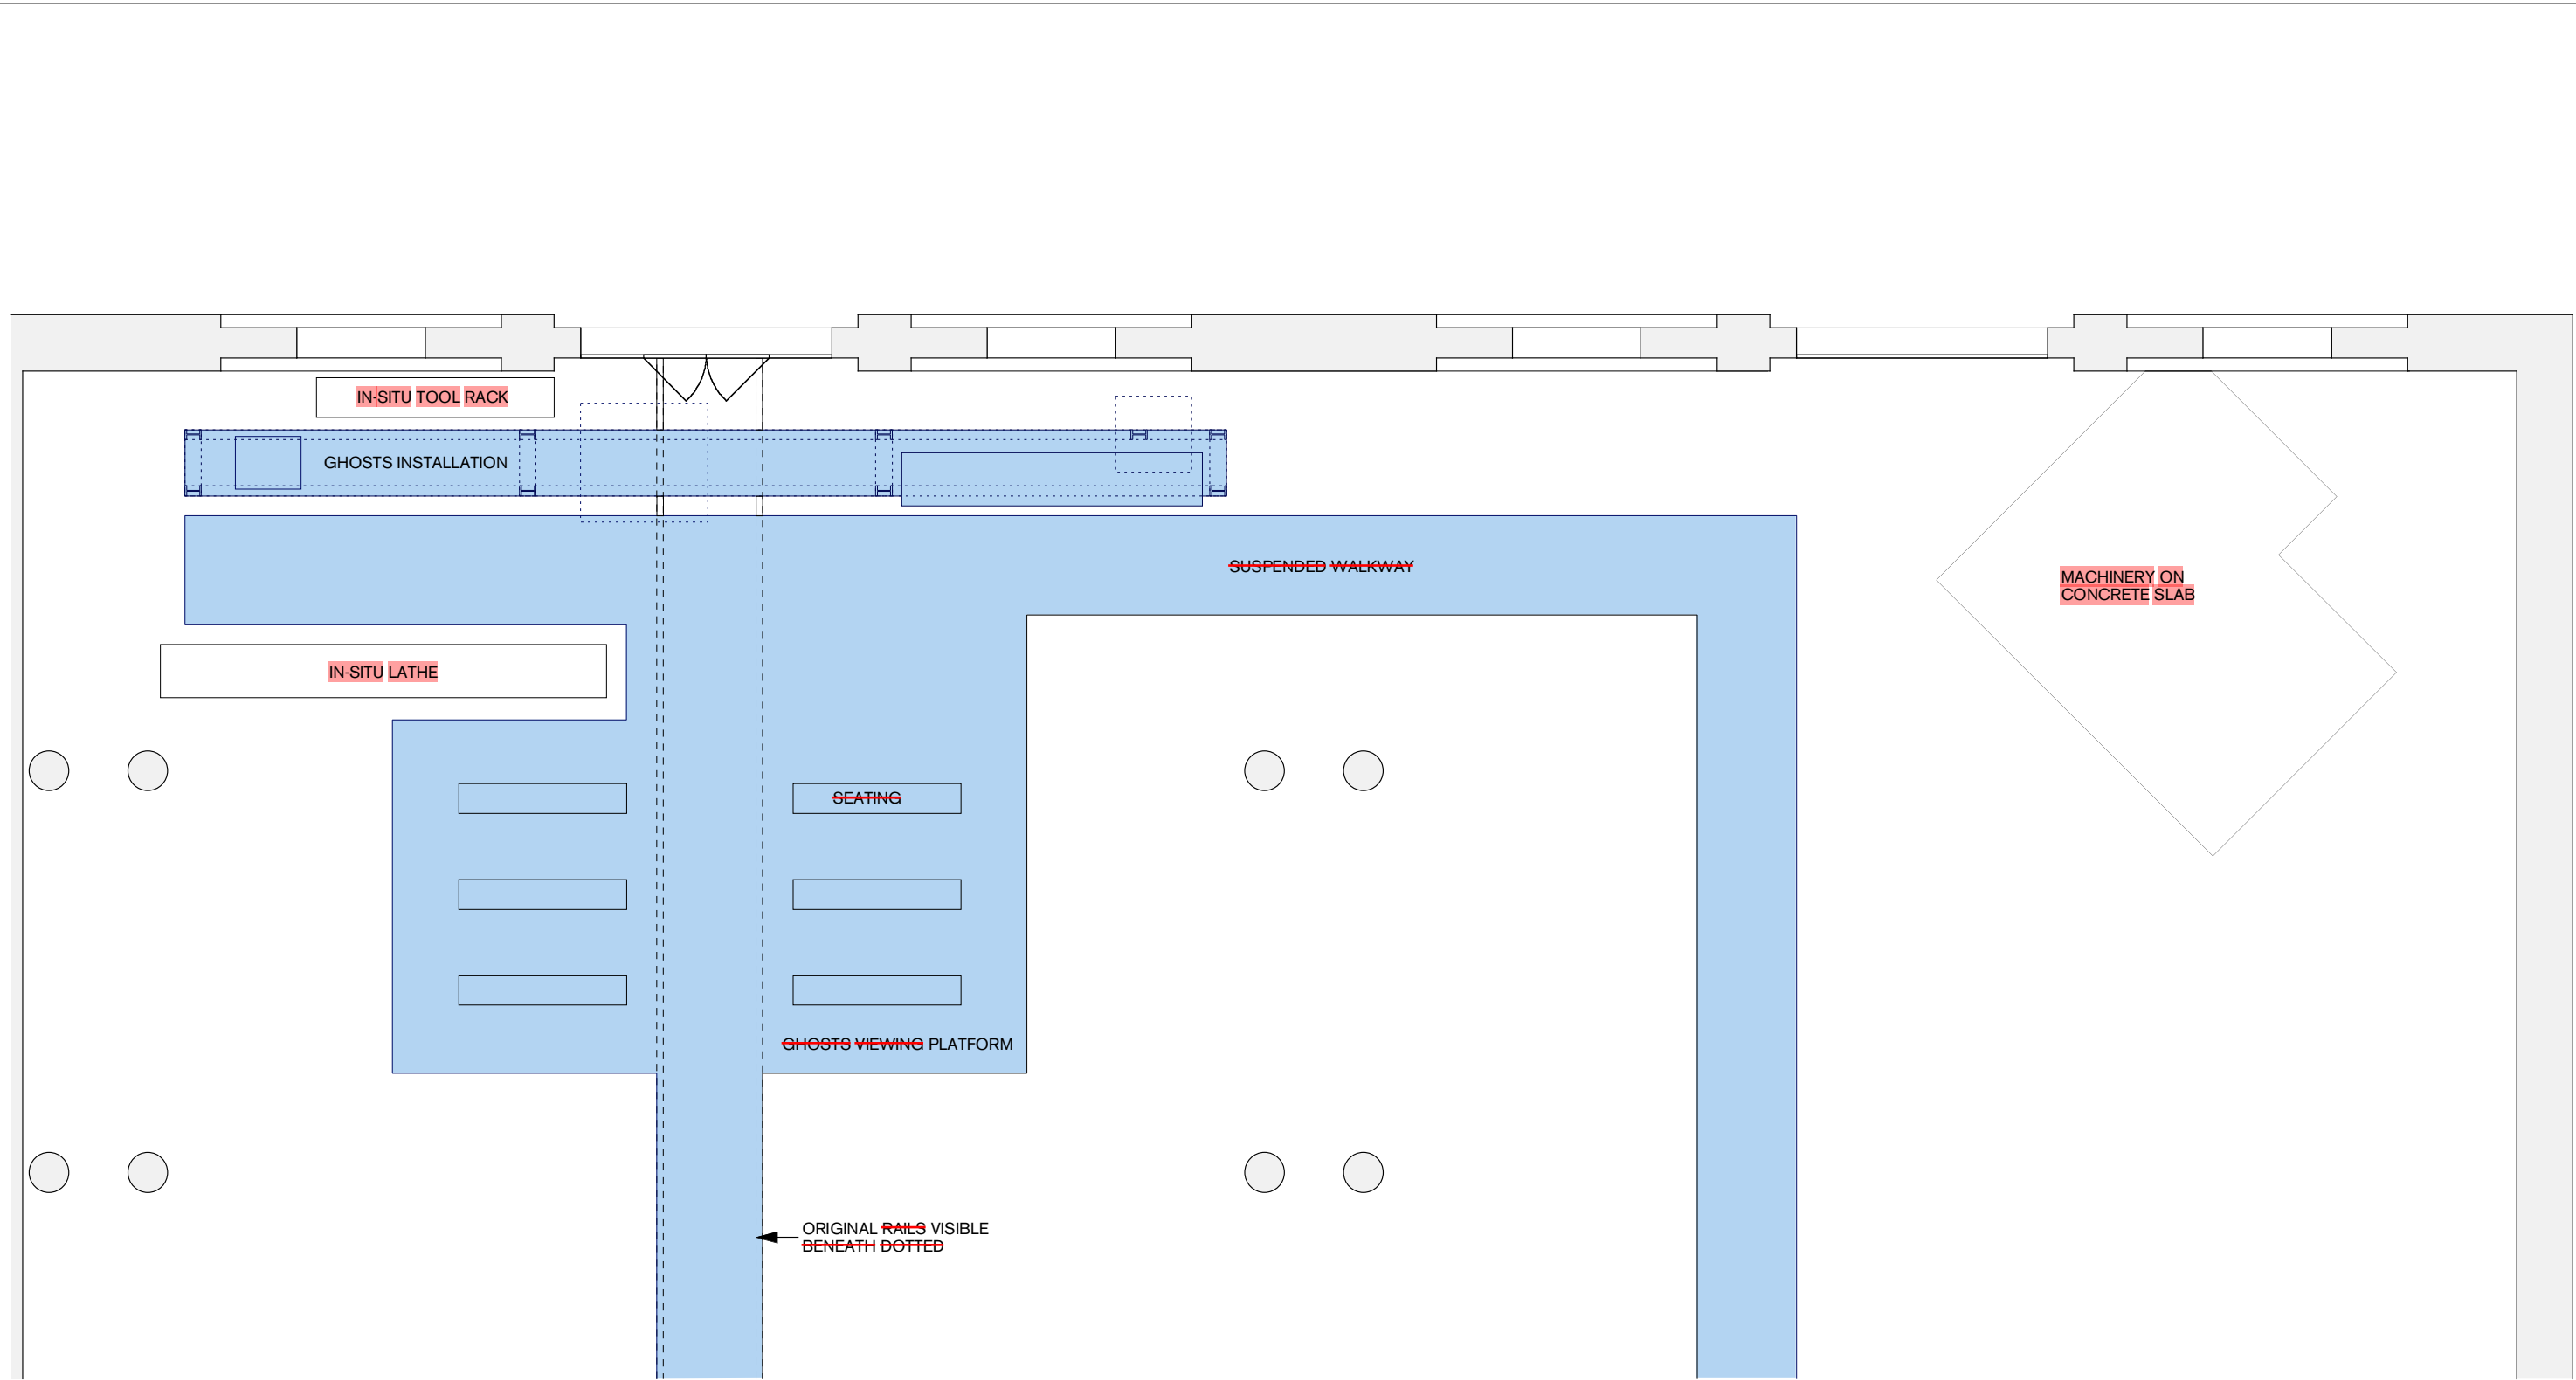 IN-SITU TOOL RACK
GHOSTS INSTALLATION
SUSPENDED WALKWAY
MACHINERY ON
CONCRETE SLAB
IN-SITU LATHE
SEATING
GHOSTS VIEWING PLATFORM
ORIGINAL RAILS VISIBLE
BENEATH DOTTED